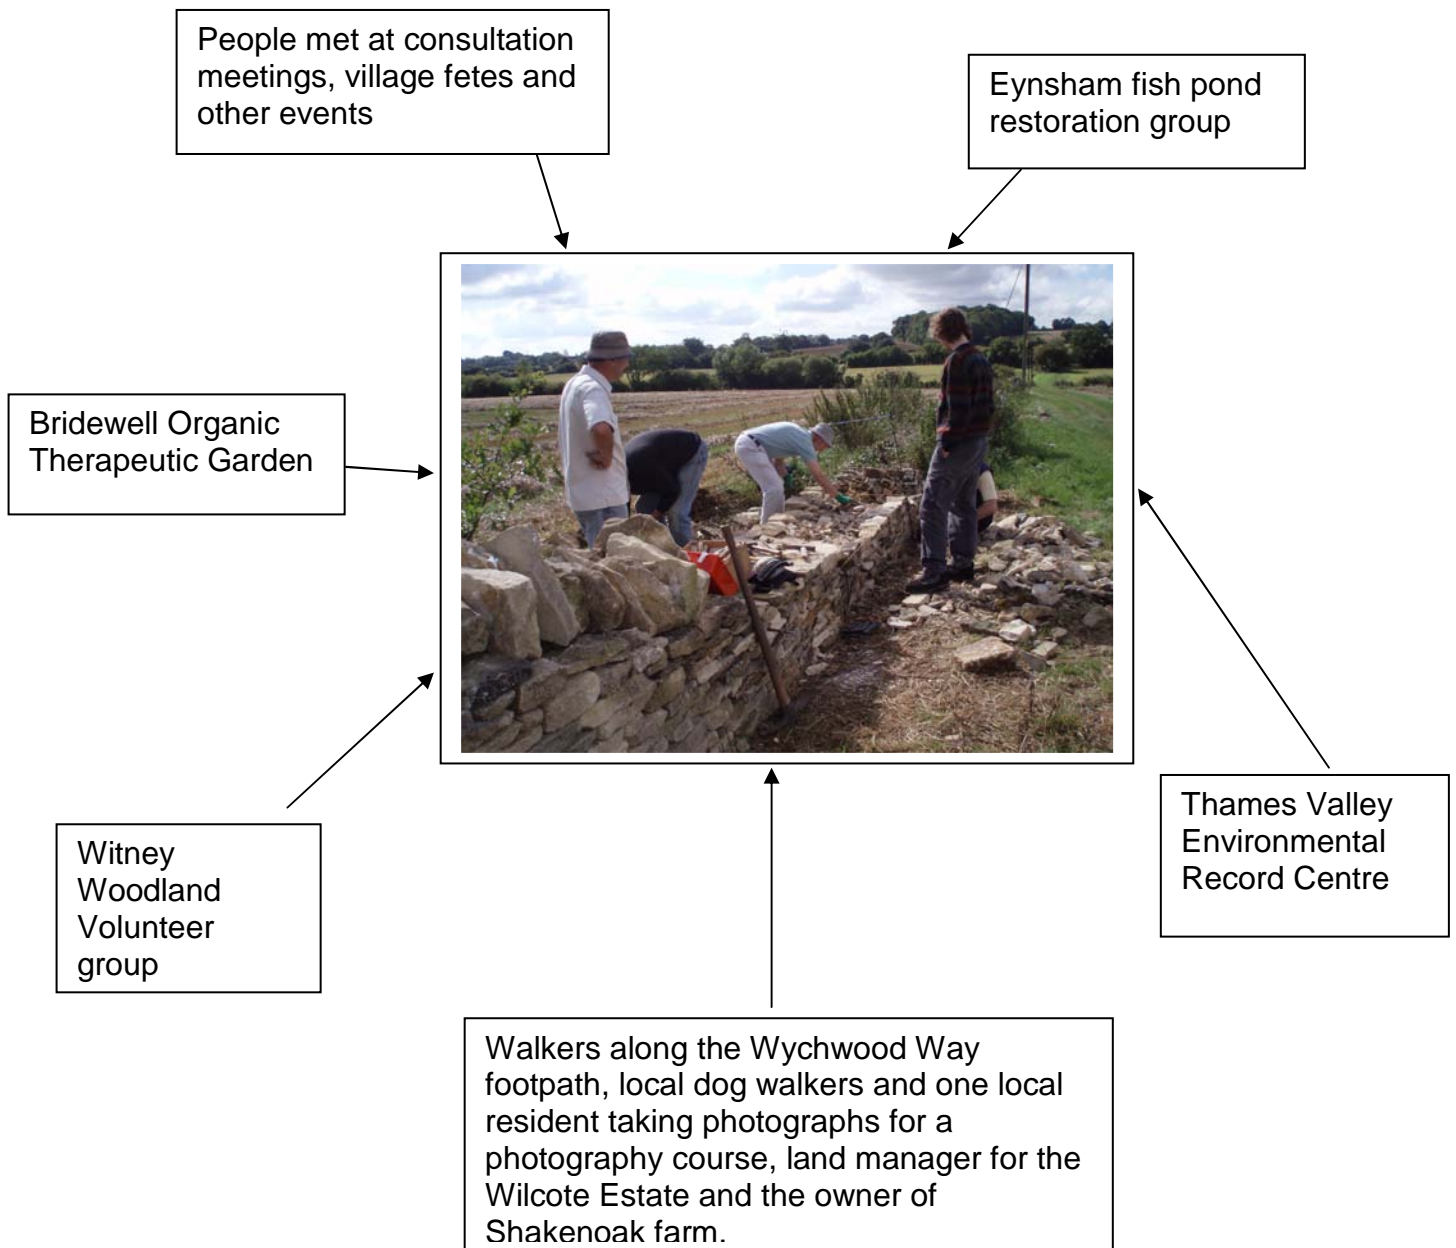 People met at consultation
meetings, village fetes and
other events
Eynsham fish pond
restoration group
Bridewell Organic
Therapeutic Garden
Witney
Woodland
Volunteer
group
Thames Valley
Environmental
Record Centre
Walkers along the Wychwood Way
footpath, local dog walkers and one local
resident taking photographs for a
photography course, land manager for the
Wilcote Estate and the owner of
Shakenoak farm.